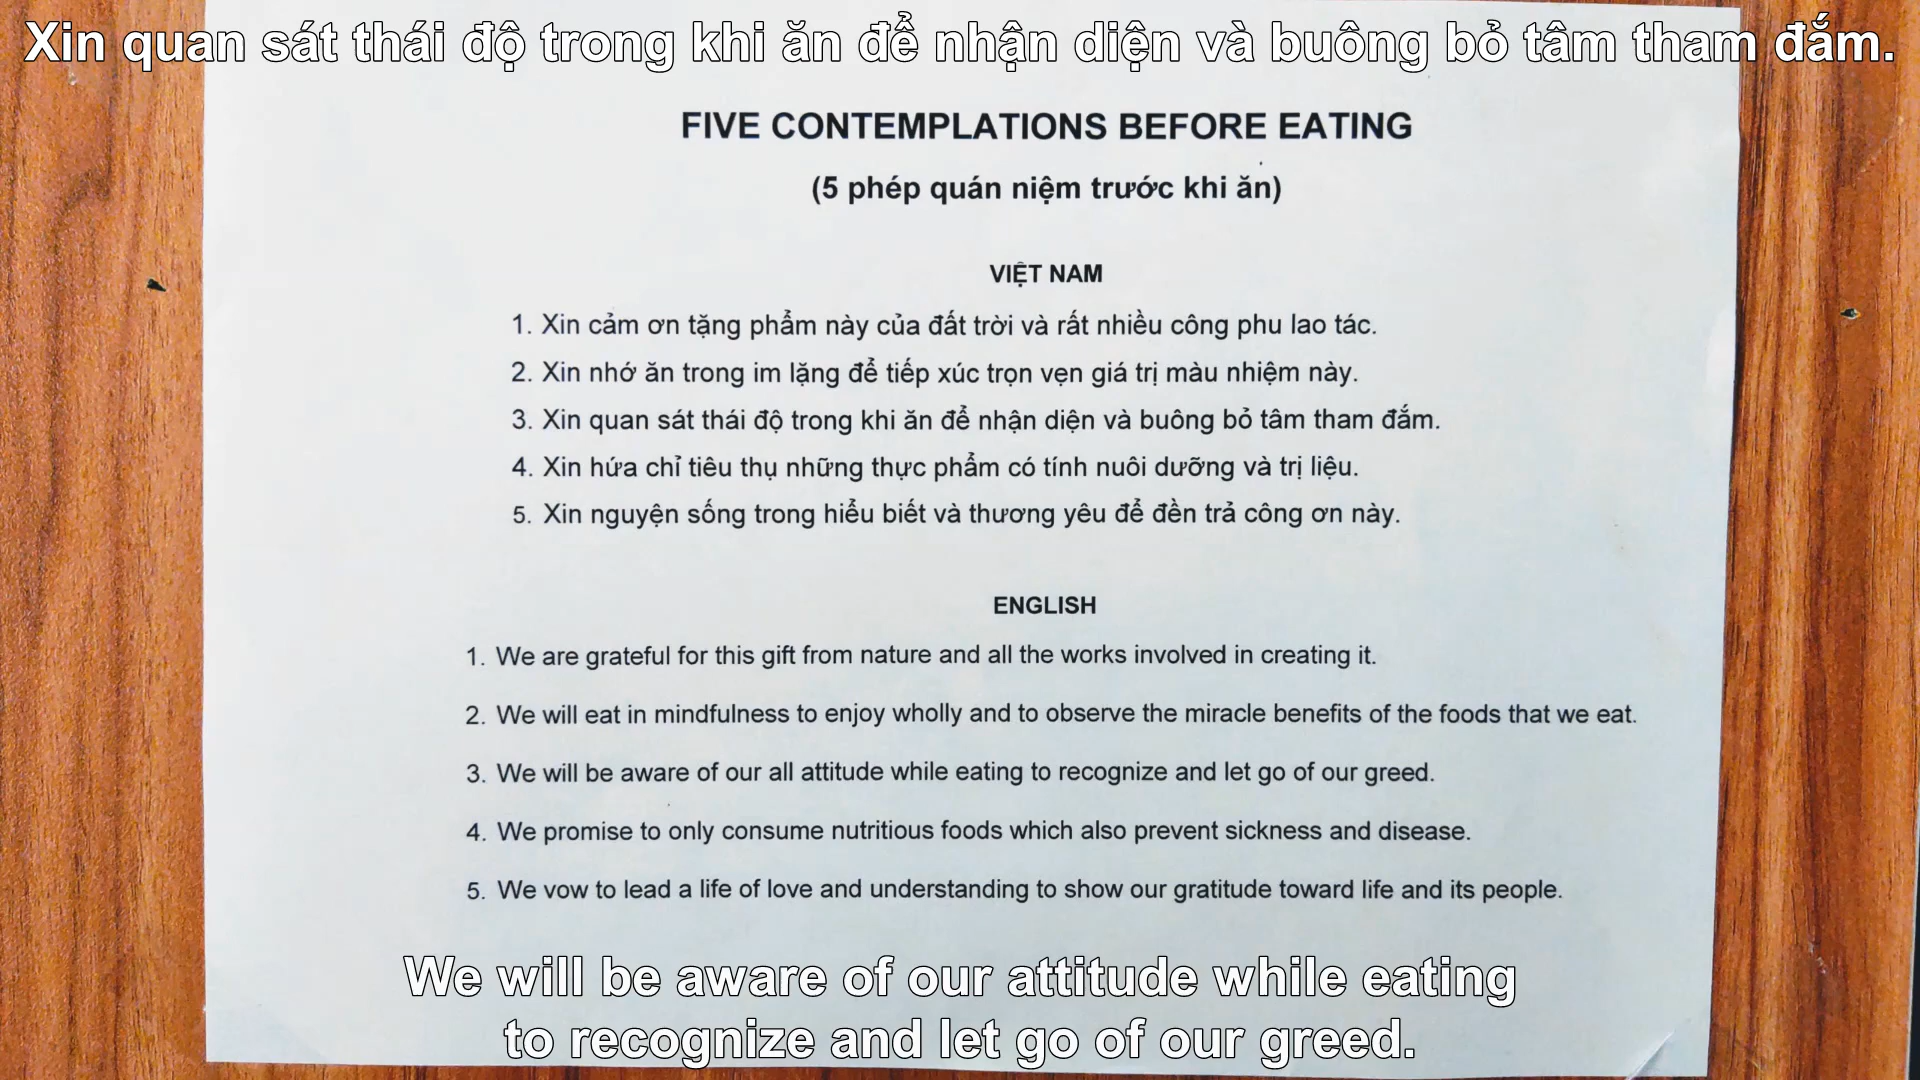 Xin quan sát thái độ trong khi ăn để nhận diện và buông bỏ tâm tham đắm.
FIVE CONTEMPLATIONS BEFORE EATING
(5 phép quán niệm trước khi ăn)
VIỆT NAM
1. Xin cảm ơn tặng phẩm này của đất trời và rất nhiều công phu lao tác.
2. Xin nhớ ăn trong im lặng để tiếp xúc trọn vẹn giá trị màu nhiệm này.
3. Xin quan sát thái độ trong khi ăn để nhận diện và buông bỏ tâm tham đắm.
4. Xin hứa chỉ tiêu thụ những thực phẩm có tính nuôi dưỡng và trị liệu.
5. Xin nguyện sống trong hiểu biết và thương yêu để đền trả công ơn này.
ENGLISH
1. We are grateful for this gift from nature and all the works involved in creating it.
2. We will eat in mindfulness to enjoy wholly and to observe the miracle benefits of the foods that we eat.
3. We will be aware of our all attitude while eating to recognize and let go of our greed.
4. We promise to only consume nutritious foods which also prevent sickness and disease.
5. We vow to lead a life of love and understanding to show our gratitude toward life and its people.
We will be aware of our attitude while eating
to recognize and let go of our greed.